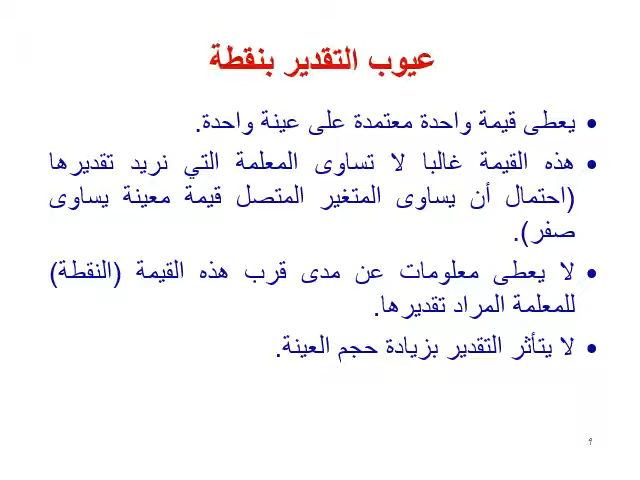 عيوب التقدير بنقطة
• يعطى قيمة واحدة معتمدة على عينة واحدة.
• هذه القيمة غالبا لا تساوى المعلمة التي نريد تقديرها
(احتمال أن يساوى المتغير المتصل قيمة معينة يساوى
صفر).
• لا يعطى معلومات عن مدى قرب هذه القيمة (النقطة)
للمعلمة المراد تقديرها.
• لا يتأثر التقدير بزيادة حجم العينة.
٩